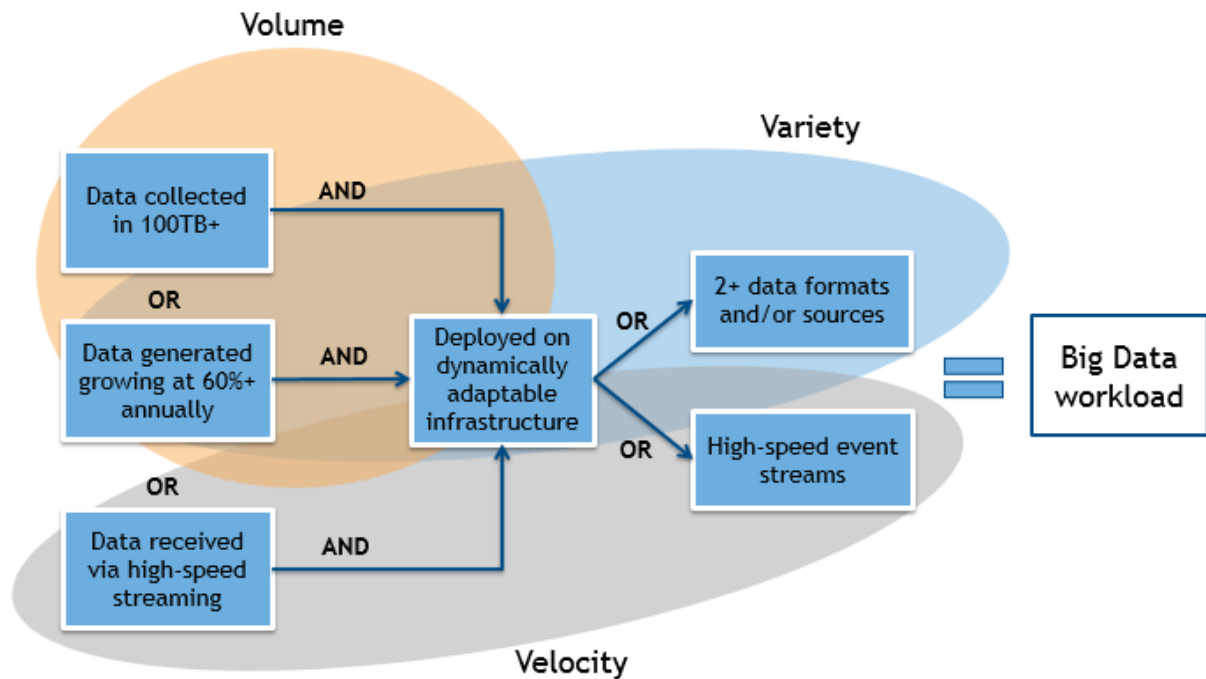 Volume
Variety
Data collected
in 100TB+
AND
OR
Data generated
growing at 60%+
annually
AND
Deployed on
dynamically
adaptable
infrastructure
OR
2+ data formats
and/or sources
OR
High-speed event
streams
OR
Data received
via high-speed
streaming
AND
Velocity
Big Data
workload